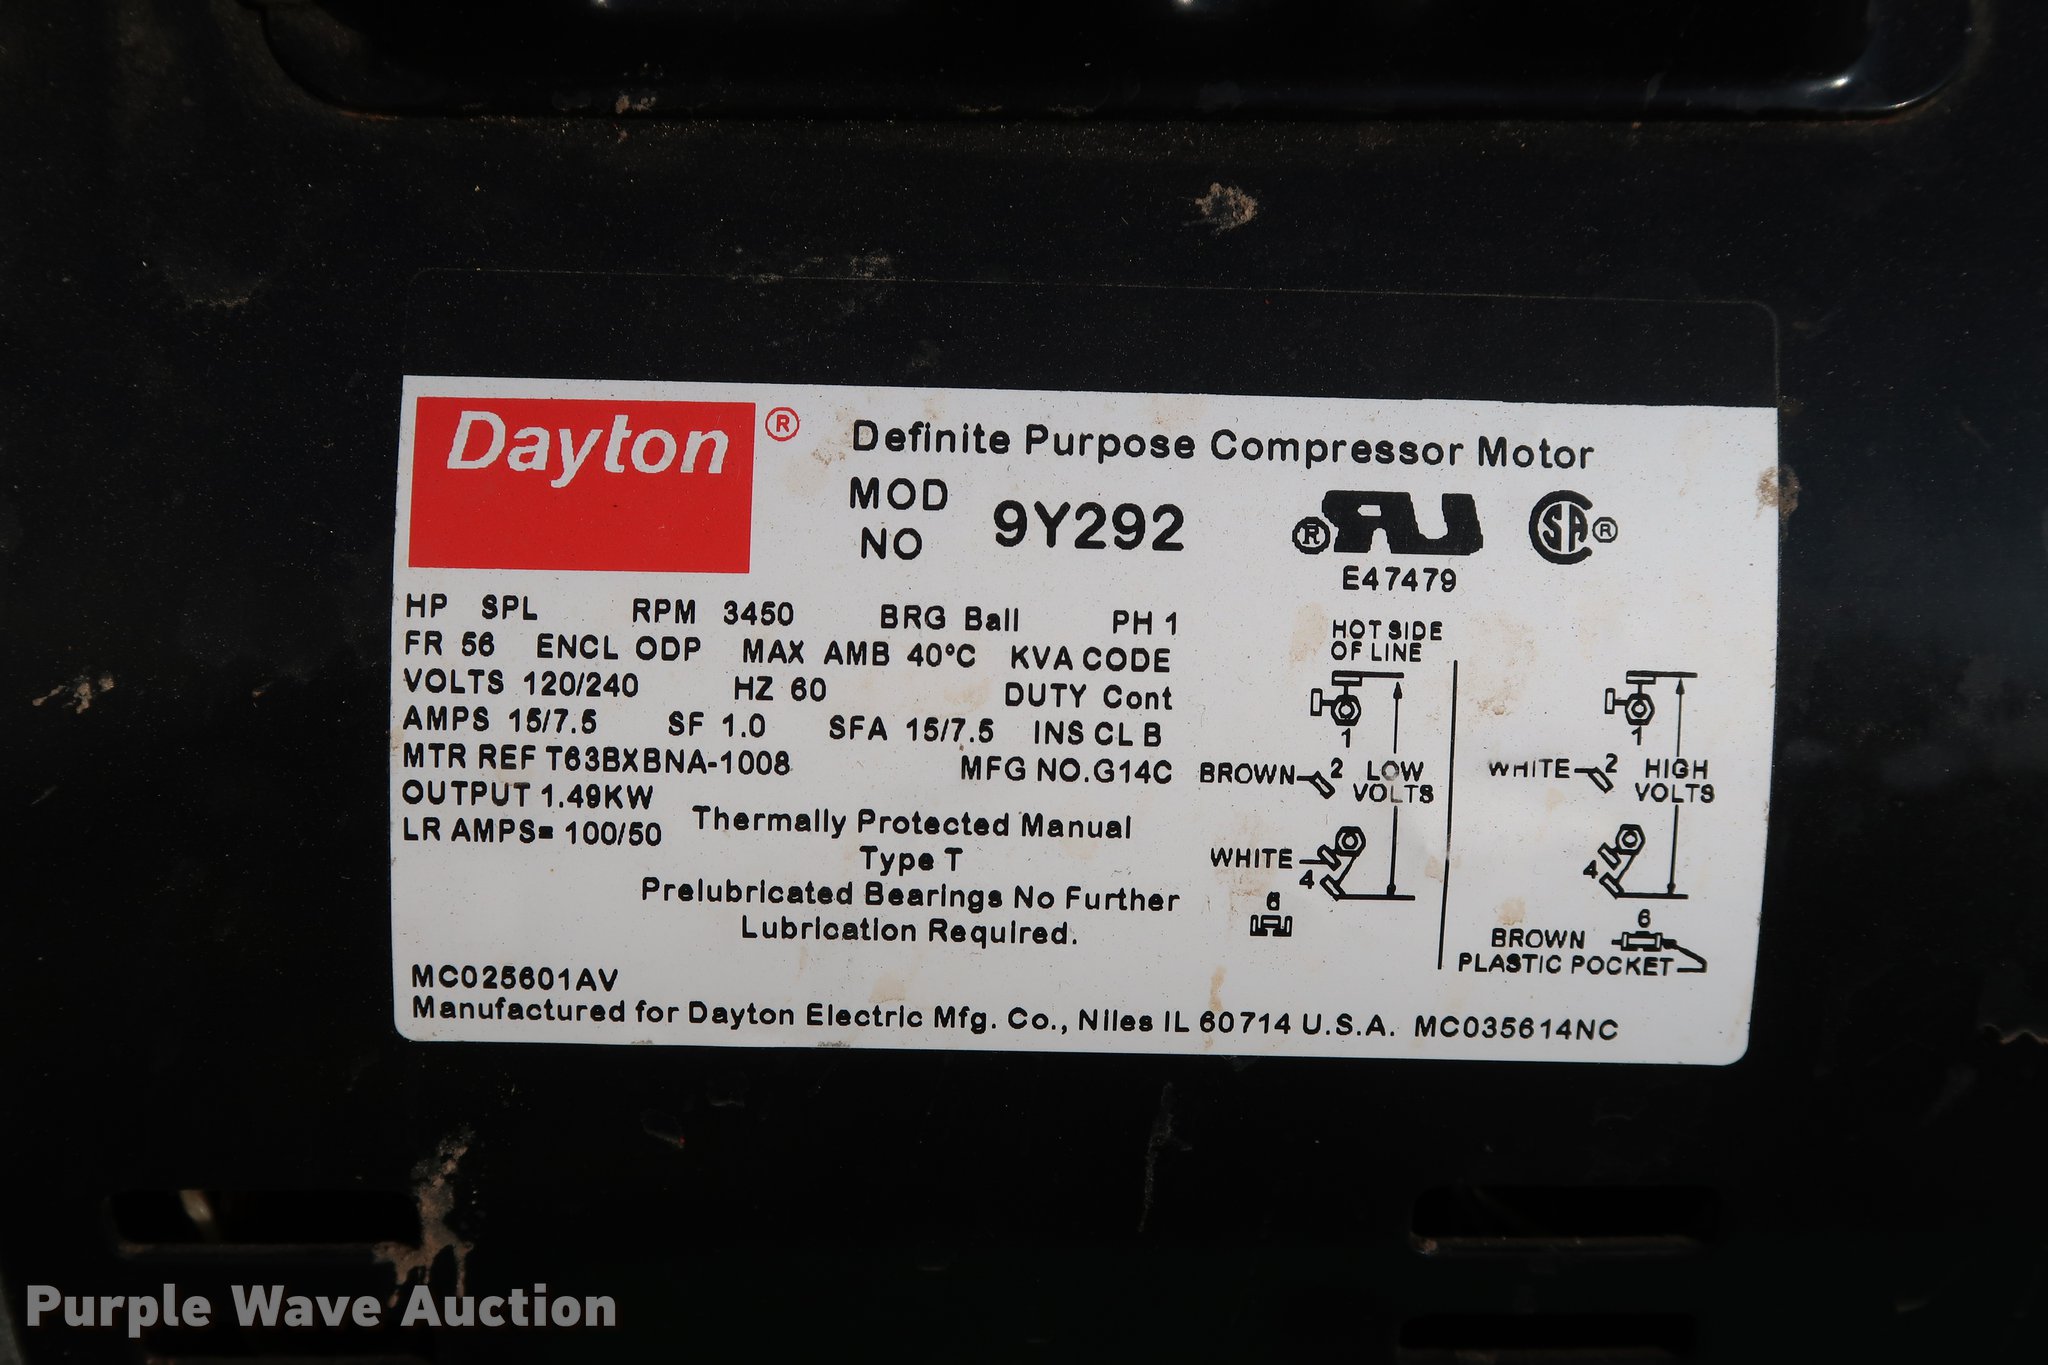 Dayton ®
Definite Purpose Compressor Motor
MOD NO 9Y292
® UR
E47479
CSA ®
HP SPL RPM 3450 BRG Ball PH 1
FR 56 ENCL ODP MAX AMB 40°C KVA CODE
VOLTS 120/240 HZ 60 DUTY Cont
AMPS 15/7.5 SF 1.0 SFA 15/7.5 INS CL B
MTR REF T63BXBNA-1008 MFG NO.G14C
OUTPUT 1.49KW
LR AMPS= 100/50
Thermally Protected Manual
Type T
Prelubricated Bearings No Further
Lubrication Required.
HOT SIDE
OF LINE
1
BROWN 2 LOW
VOLTS
WHITE
4
6
1
WHITE 2 HIGH
VOLTS
4
6
BROWN
PLASTIC POCKET
MC025601AV
Manufactured for Dayton Electric Mfg. Co., Niles IL 60714 U.S.A. MC035614NC
Purple Wave Auction